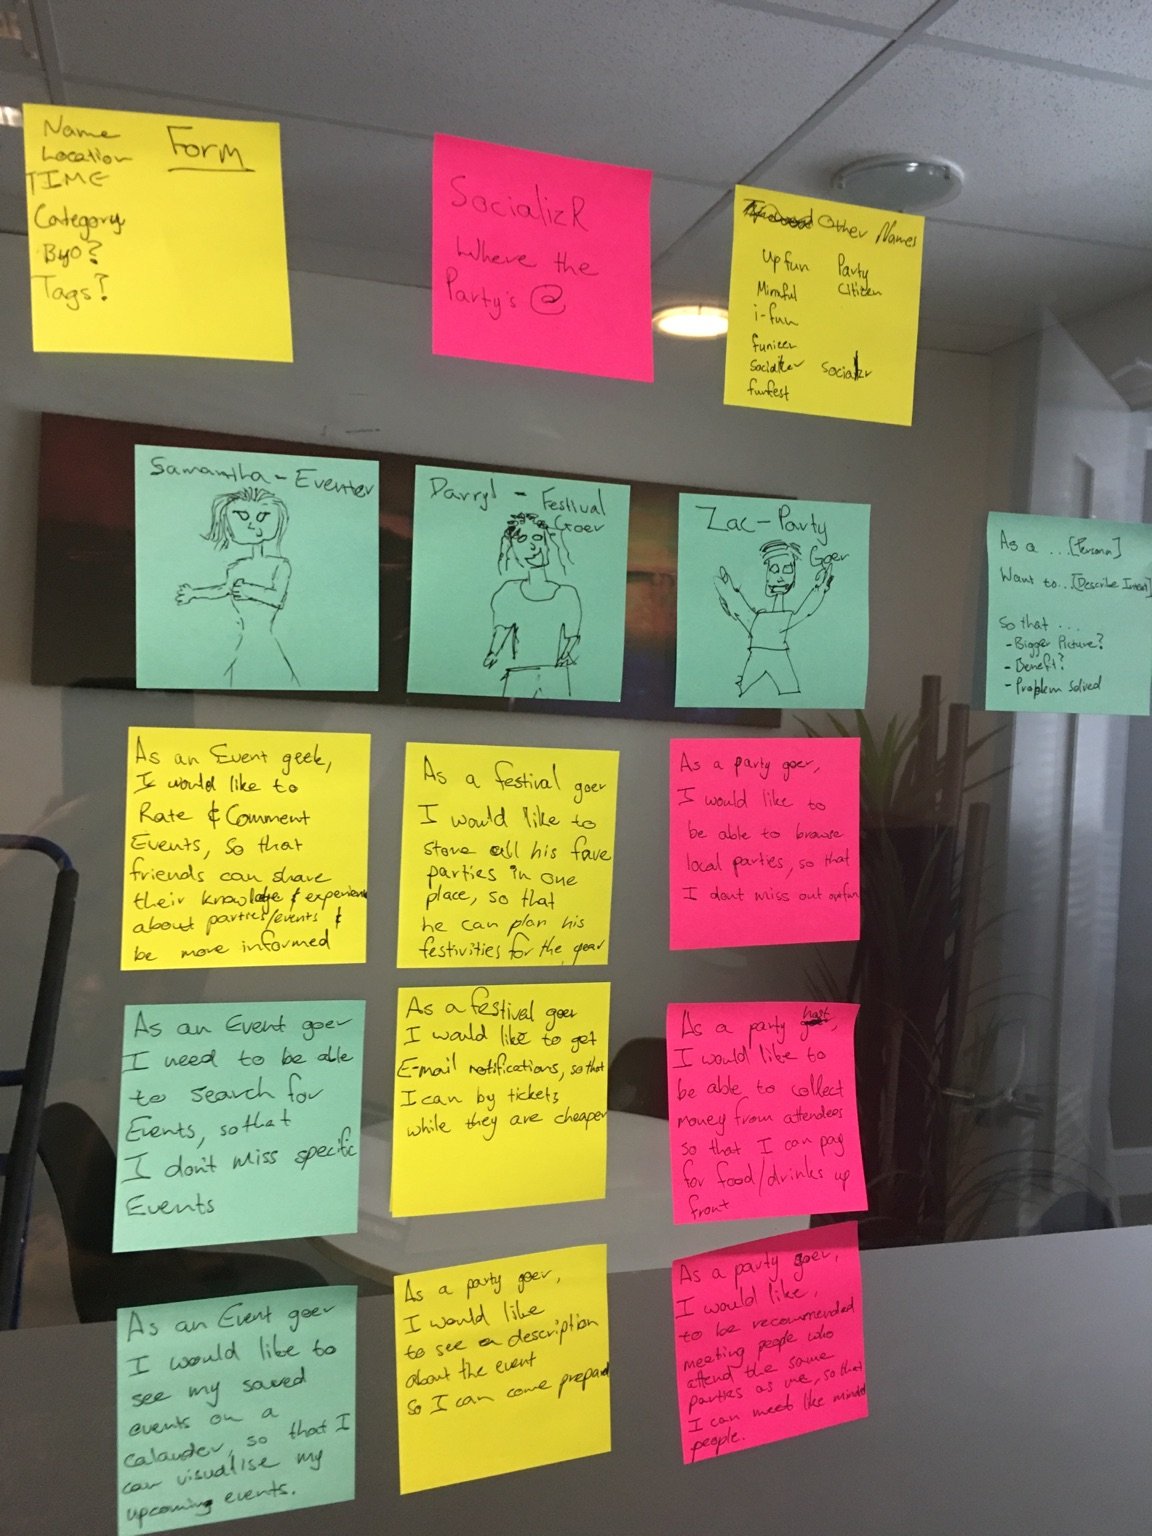 Form
Name
Location
TIME
Category
Byo?
Tags?
SocializR
Where the
Party's @
Other Names
Up fun Party
Citizen
i-fun
funizer
funfest
Samantha - Eventer
Darryl - Festival
Goer
Zac - Party
Goer
As a ... [Persona]
Want to... [Describe
So that ...
- Bigger Picture?
- Benefit?
- Problem Solved
As an Event geek,
I would like to
Rate & Comment
Events, so that
friends can share
their knowledge & experien
about parties/events &
be more informed
As a festival goer
I would like to
store all his fave
parties in one
place, so that
he can plan his
festivities for the year
As a party goer,
I would like to
be able to browse
local parties, so that
I dont miss out
As an Event goer
I need to be able
to search for
Events, so that
I don't miss specific
Events
As a festival goer
I would like to get
E-mail notifications, so that
I can by tickets
while they are cheaper
As a party host,
I would like to
be able to collect
money from attendees
so that I can pay
for food/drinks up
front
As an Event goer
I would like to
see my saved
events on a
calander, so that I
can visualise my
upcoming events.
As a party goer,
I would like
to see a description
about the event
so I can come prepared
As a party goer,
I would like,
to be recommended
meeting people who
attend the same
parties as me, so that
I can meet like minded
people.